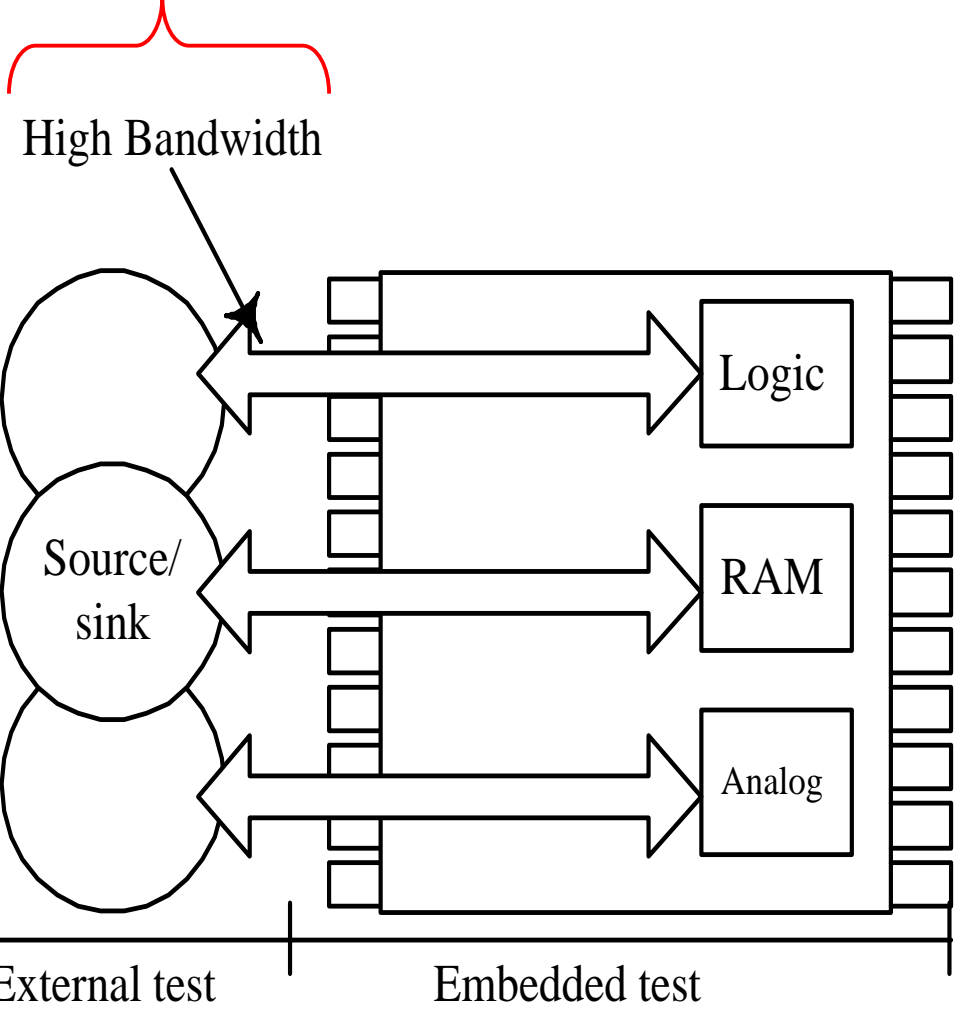 High Bandwidth
Logic
Source/
sink
RAM
Analog
External test
Embedded test